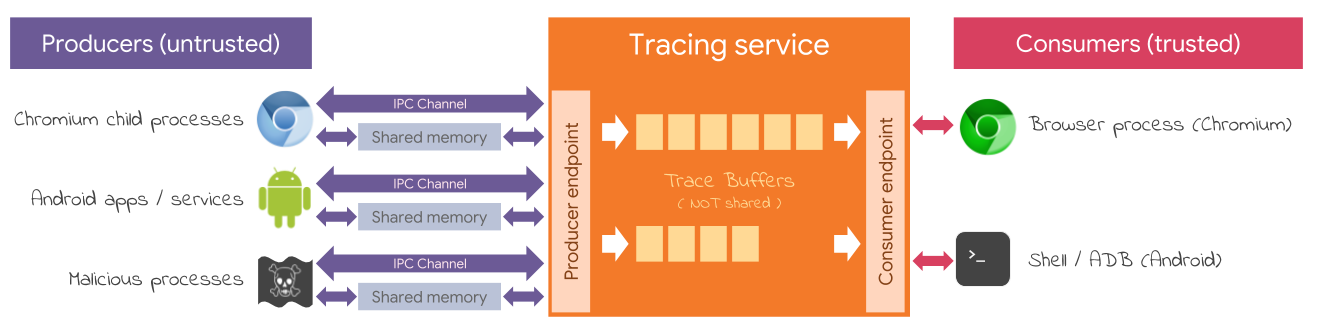 Producers (untrusted)
Tracing service
Consumers (trusted)
Chromium child processes
IPC Channel
Shared memory
Android apps / services
IPC Channel
Shared memory
Malicious processes
IPC Channel
Shared memory
Producer endpoint
Trace Buffers
( NOT shared )
Consumer endpoint
Browser process (Chromium)
>_
Shell / ADB (Android)